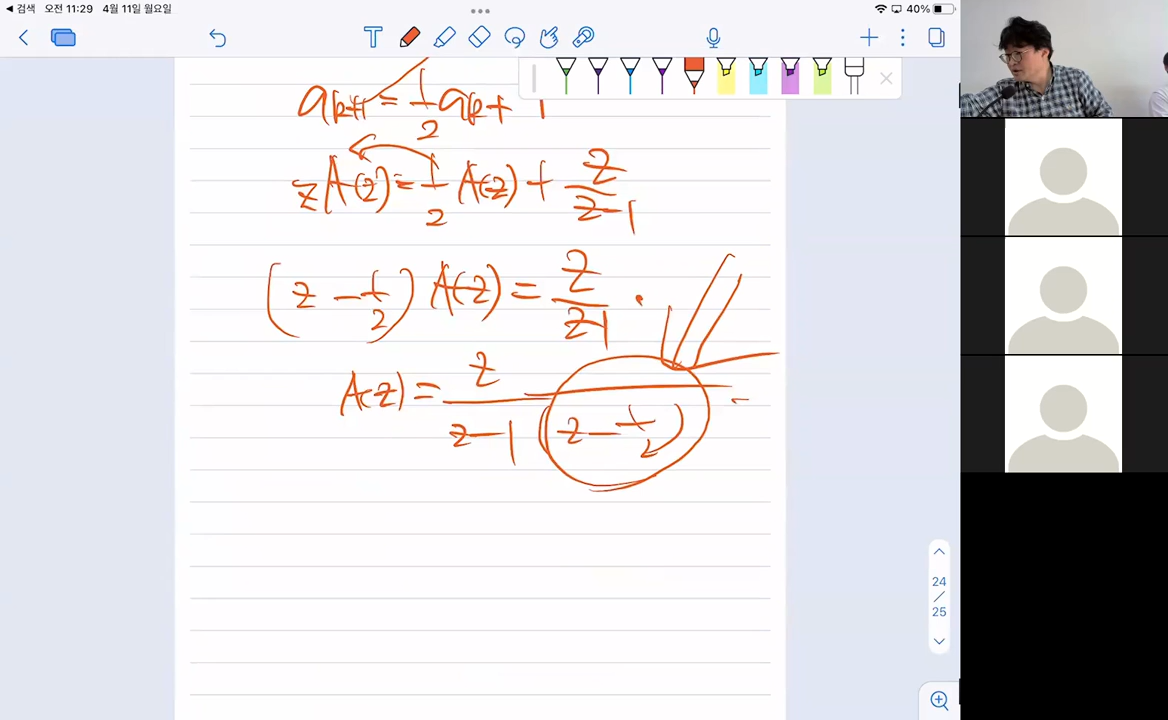 ◀ 검색 오전 11:29 4월 11일 월요일
40%
T
a_{k+1} = 1/2 a_k + 1
zA(z) = 1/2 A(z) + z/(z-1)
(z - 1/2) A(z) = z/(z-1) ·
A(z) = z/(z-1 (z - 1/2)) =
24
/
25